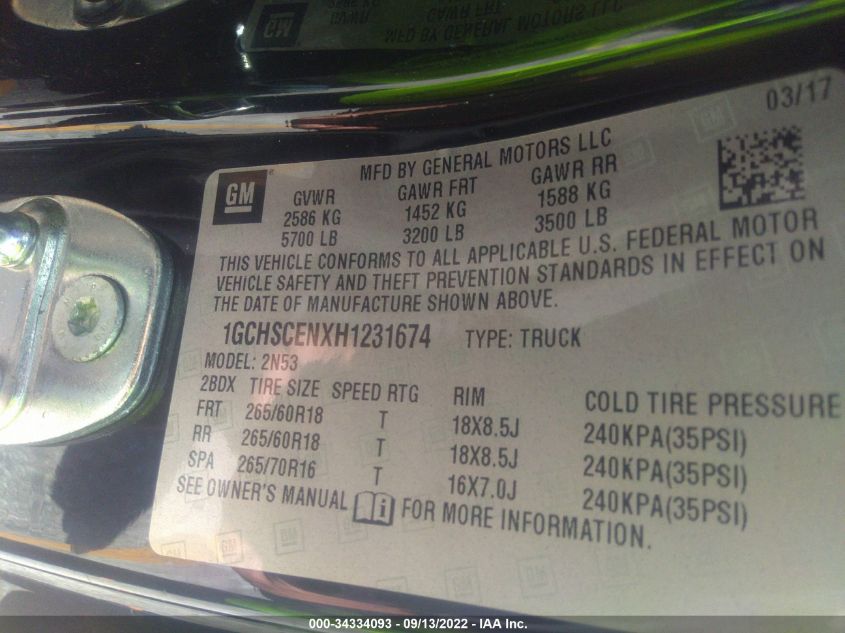 03/17
GM
MFD BY GENERAL MOTORS LLC
GVWR GAWR FRT GAWR RR
2586 KG 1452 KG 1588 KG
5700 LB 3200 LB 3500 LB
THIS VEHICLE CONFORMS TO ALL APPLICABLE U.S. FEDERAL MOTOR
VEHICLE SAFETY AND THEFT PREVENTION STANDARDS IN EFFECT ON
THE DATE OF MANUFACTURE SHOWN ABOVE.
1GCHSCENXH1231674 TYPE: TRUCK
MODEL: 2N53
2BDX TIRE SIZE SPEED RTG RIM COLD TIRE PRESSURE
FRT 265/60R18 T 18X8.5J 240KPA(35PSI)
RR 265/60R18 T 18X8.5J 240KPA(35PSI)
SPA 265/70R16 T 16X7.0J 240KPA(35PSI)
SEE OWNER'S MANUAL FOR MORE INFORMATION.
000-34334093 - 09/13/2022 - IAA Inc.